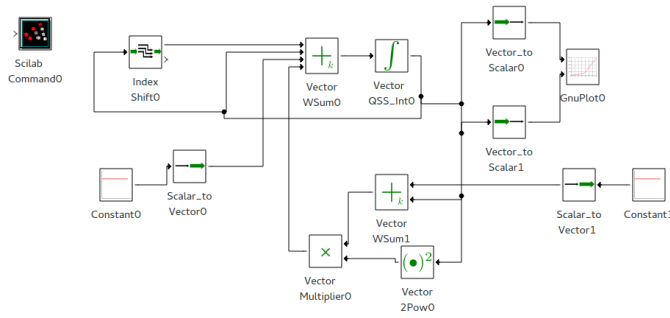 Scilab
Command0
Index
Shift0
+k
Vector
WSum0
∫
Vector
QSS_Int0
Vector_to
Scalar0
GnuPlot0
Vector_to
Scalar1
Constant0
Scalar_to
Vector0
+k
Vector
WSum1
Scalar_to
Vector1
Constant1
×
Vector
Multiplier0
(•)²
Vector
2Pow0